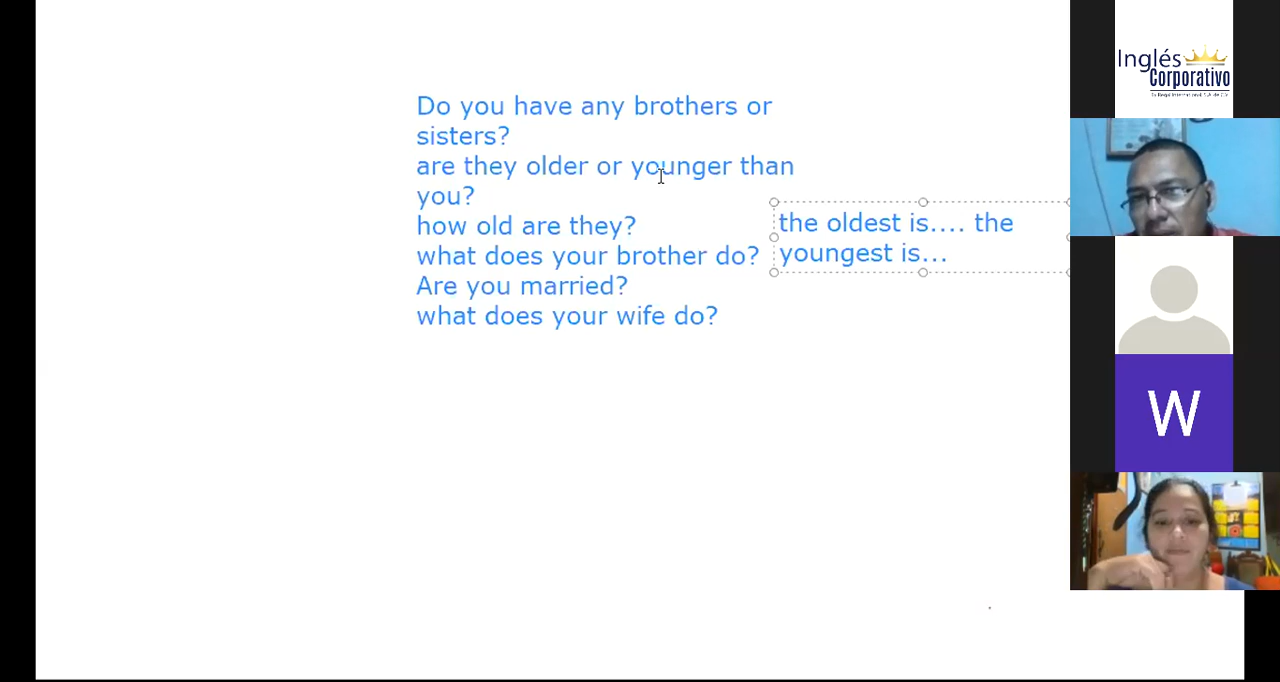 Do you have any brothers or
sisters?
are they older or younger than
you?
how old are they?
what does your brother do?
Are you married?
what does your wife do?
the oldest is.... the
youngest is...
Inglés
Corporativo
W